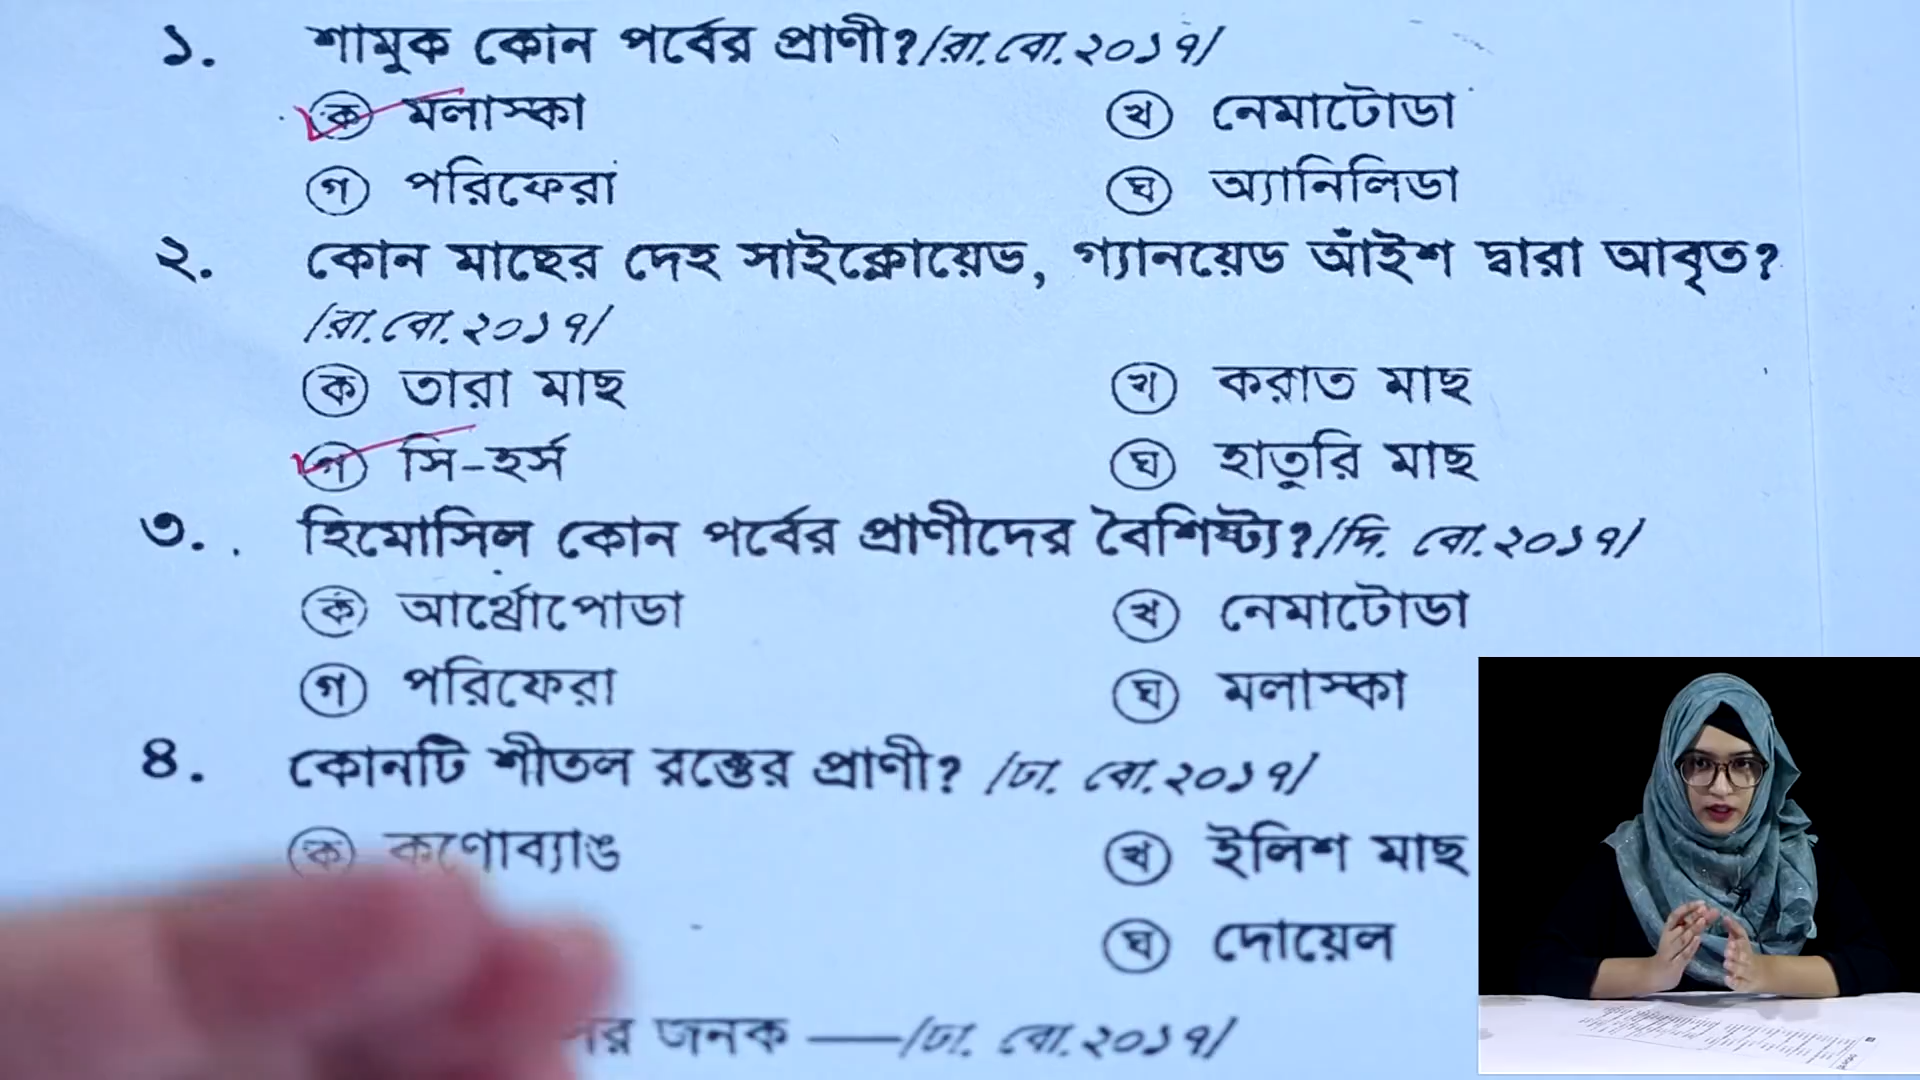 ১. শামুক কোন পর্বের প্রাণী? [রা. বো. ২০১৭]
ক মলাস্কা খ নেমাটোডা
গ পরিফেরা ঘ অ্যানিলিডা
২. কোন মাছের দেহ সাইক্লোয়েড, গ্যানয়েড আঁইশ দ্বারা আবৃত?
[রা. বো. ২০১৭]
ক তারা মাছ খ করাত মাছ
গ সি-হর্স ঘ হাতুরি মাছ
৩. হিমোসিল কোন পর্বের প্রাণীদের বৈশিষ্ট্য? [দি. বো. ২০১৭]
ক আর্থ্রোপোডা খ নেমাটোডা
গ পরিফেরা ঘ মলাস্কা
৪. কোনটি শীতল রক্তের প্রাণী? [ঢা. বো. ২০১৭]
ক কুণোব্যাঙ খ ইলিশ মাছ
ঘ দোয়েল
জনক — [ঢা. বো. ২০১৭]